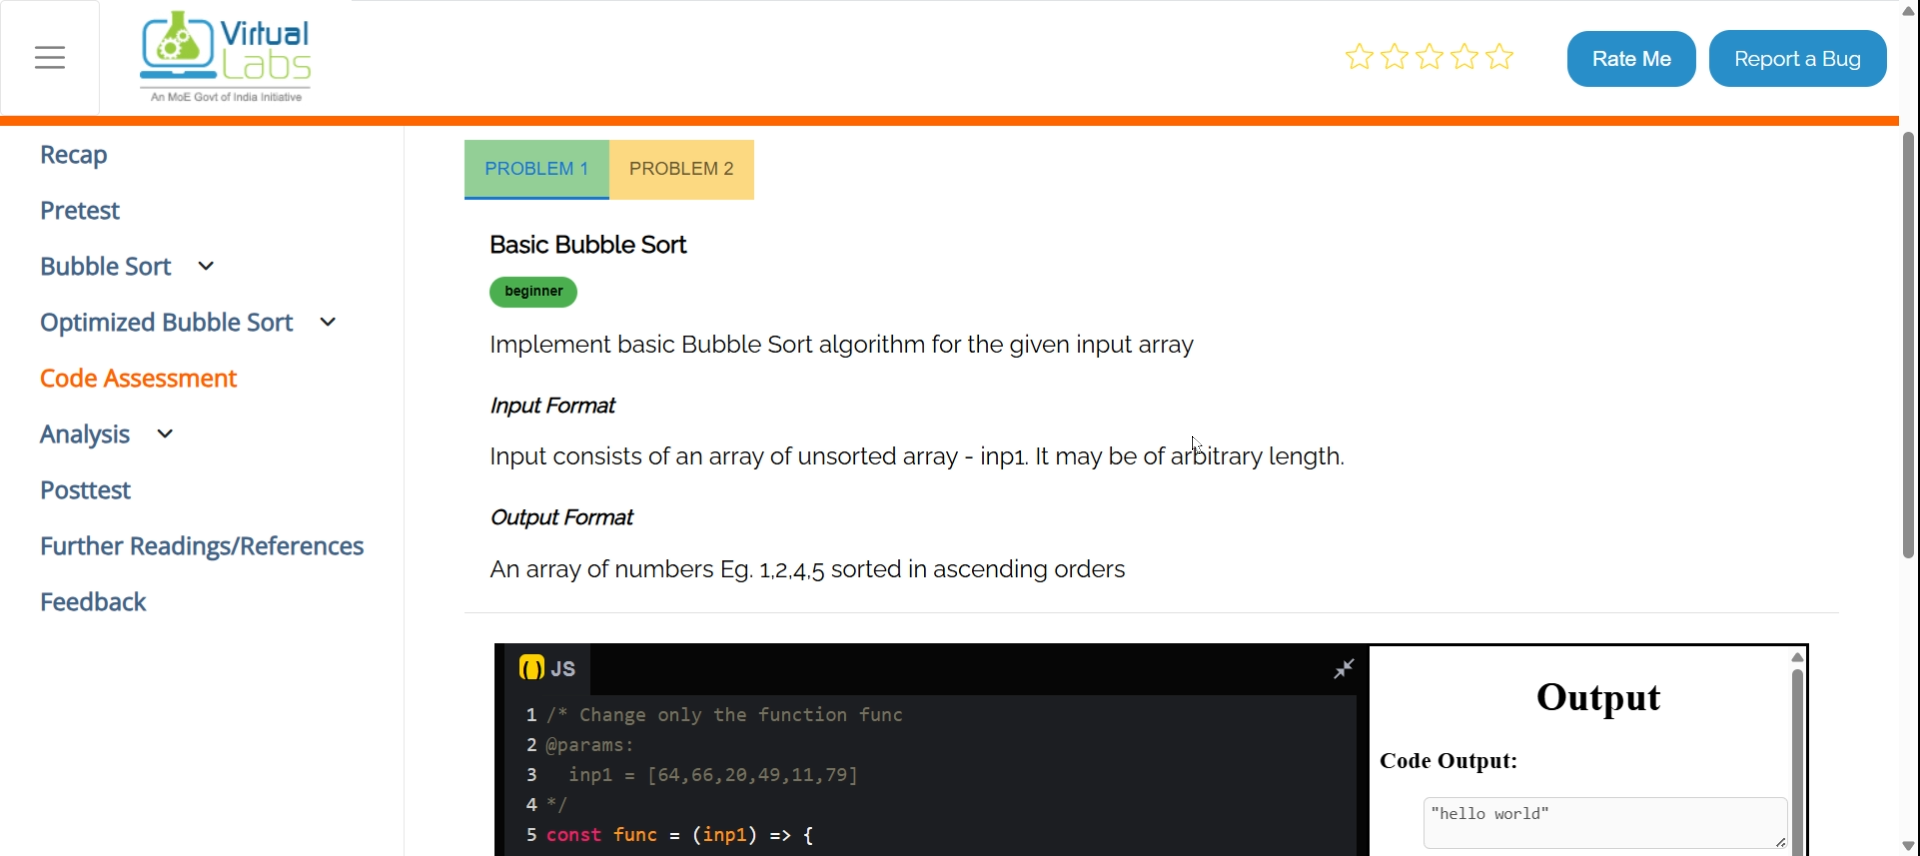 Virtual
Labs
An MoE Govt of India Initiative
Rate Me
Report a Bug
Recap
Pretest
Bubble Sort
Optimized Bubble Sort
Code Assessment
Analysis
Posttest
Further Readings/References
Feedback
PROBLEM 1
PROBLEM 2
Basic Bubble Sort
beginner
Implement basic Bubble Sort algorithm for the given input array
Input Format
Input consists of an array of unsorted array - inp1. It may be of arbitrary length.
Output Format
An array of numbers Eg. 1,2,4,5 sorted in ascending orders
() JS
1 /* Change only the function func
2 @params:
3 inp1 = [64,66,20,49,11,79]
4 */
5 const func = (inp1) => {
Output
Code Output:
"hello world"